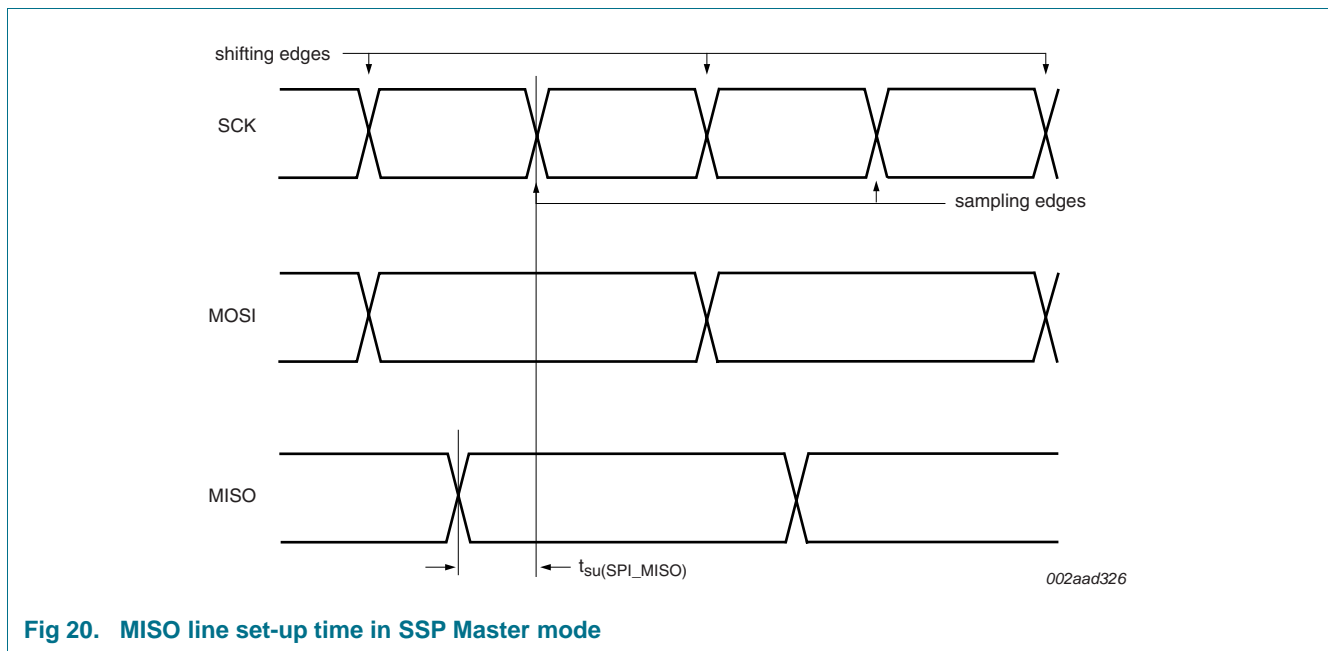 shifting edges
SCK
sampling edges
MOSI
MISO
tsu(SPI_MISO)
002aad326
Fig 20. MISO line set-up time in SSP Master mode